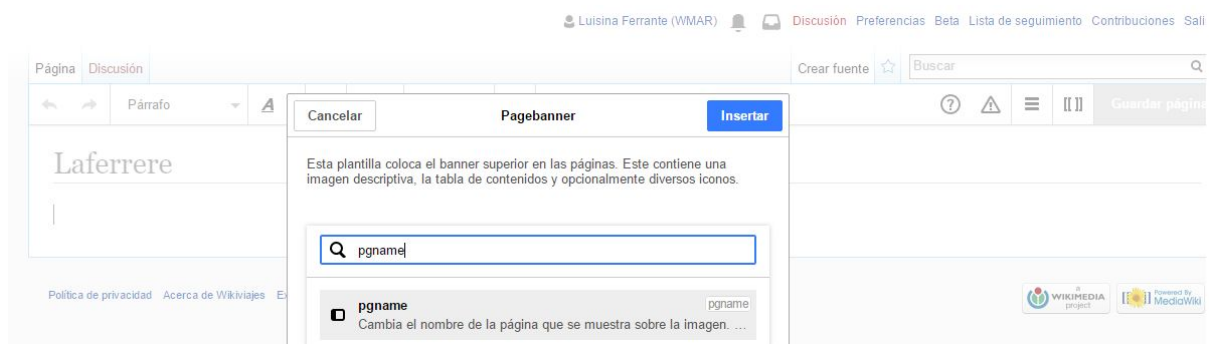 Luisina Ferrante (WMAR) Discusión Preferencias Beta Lista de seguimiento Contribuciones Sali
Página Discusión Crear fuente Buscar
Párrafo A Guardar página
Cancelar Pagebanner Insertar
Laferrere
Esta plantilla coloca el banner superior en las páginas. Este contiene una
imagen descriptiva, la tabla de contenidos y opcionalmente diversos iconos.
pgname
Política de privacidad Acerca de Wikiviajes
a
WIKIMEDIA
project
Powered By
MediaWiki
pgname pgname
Cambia el nombre de la página que se muestra sobre la imagen. ...